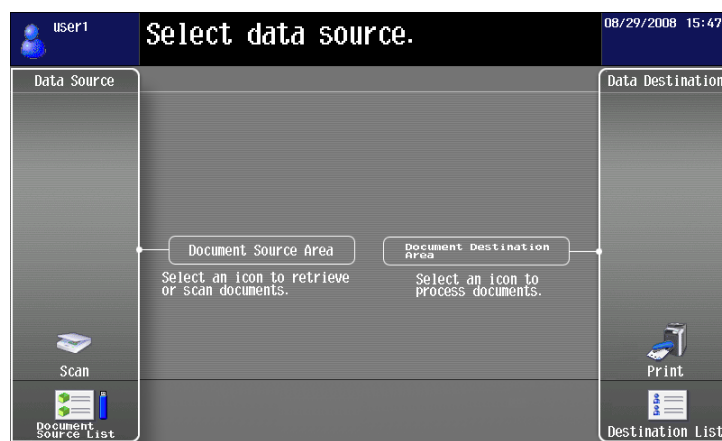 user1
Select data source.
08/29/2008 15:47
Data Source
Data Destination
Document Source Area
Select an icon to retrieve
or scan documents.
Document Destination
Area
Select an icon to
process documents.
Scan
Print
Document
Source List
Destination List